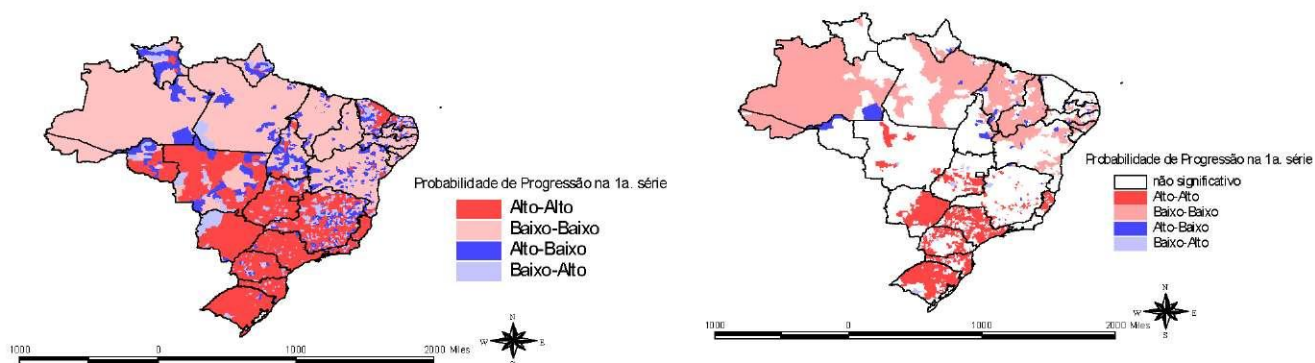 Probabilidade de Progressão na 1a. série
Alto-Alto
Baixo-Baixo
Alto-Baixo
Baixo-Alto
N
W E
S
1000 0 1000 2000 Miles
Probabilidade de Progressão na 1a. série
não significativo
Alto-Alto
Baixo-Baixo
Alto-Baixo
Baixo-Alto
N
W E
S
1000 0 1000 2000 Miles